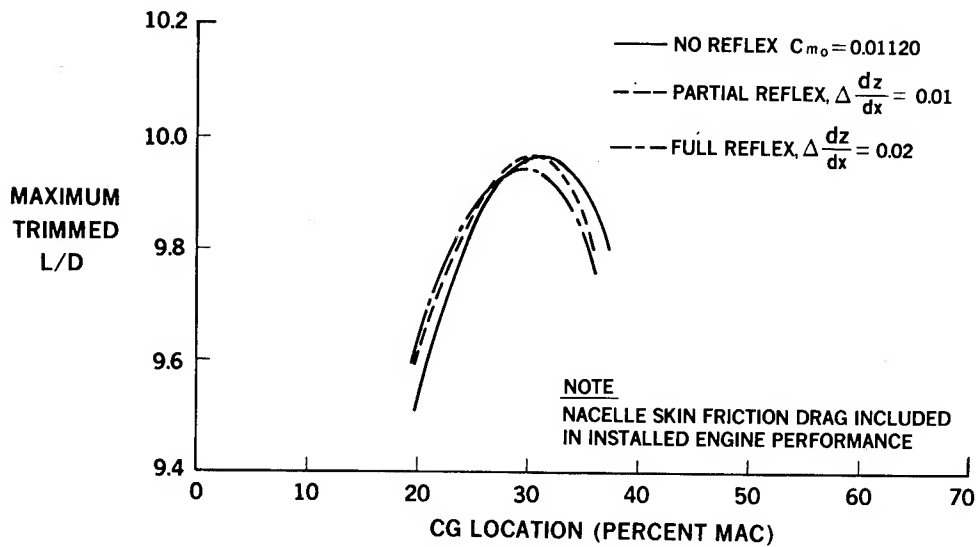 10.2
10.0
9.8
9.6
9.4
MAXIMUM
TRIMMED
L/D
NO REFLEX Cmo = 0.01120
PARTIAL REFLEX, Δ dz/dx = 0.01
FULL REFLEX, Δ dz/dx = 0.02
NOTE
NACELLE SKIN FRICTION DRAG INCLUDED
IN INSTALLED ENGINE PERFORMANCE
0 10 20 30 40 50 60 70
CG LOCATION (PERCENT MAC)